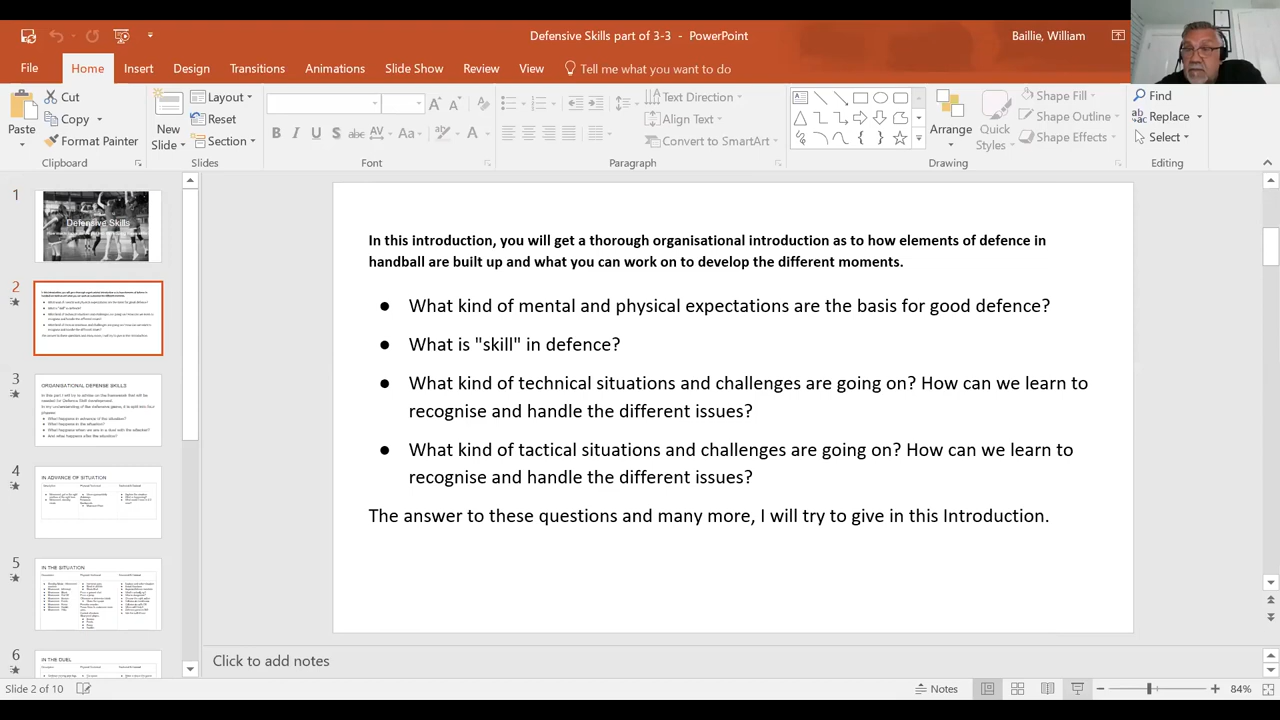 Defensive Skills part of 3-3 - PowerPoint
Baillie, William
File
Home
Insert
Design
Transitions
Animations
Slide Show
Review
View
Tell me what you want to do
Paste
Cut
Copy
Format Painter
Clipboard
New
Slide
Layout
Reset
Section
Slides
B I U S abc AV Aa A
Font
Text Direction
Align Text
Convert to SmartArt
Paragraph
Arrange
Quick
Styles
Shape Fill
Shape Outline
Shape Effects
Drawing
Find
Replace
Select
Editing
1
Defensive Skills
2
3
ORGANISATIONAL DEFENSE SKILLS
4
IN ADVANCE OF SITUATION
5
IN THE SITUATION
6
IN THE DUEL
In this introduction, you will get a thorough organisational introduction as to how elements of defence in
handball are built up and what you can work on to develop the different moments.
● What kind of mental and physical expectations are the basis for good defence?
● What is "skill" in defence?
● What kind of technical situations and challenges are going on? How can we learn to
recognise and handle the different issues?
● What kind of tactical situations and challenges are going on? How can we learn to
recognise and handle the different issues?
The answer to these questions and many more, I will try to give in this Introduction.
Click to add notes
Slide 2 of 10
Notes
84%